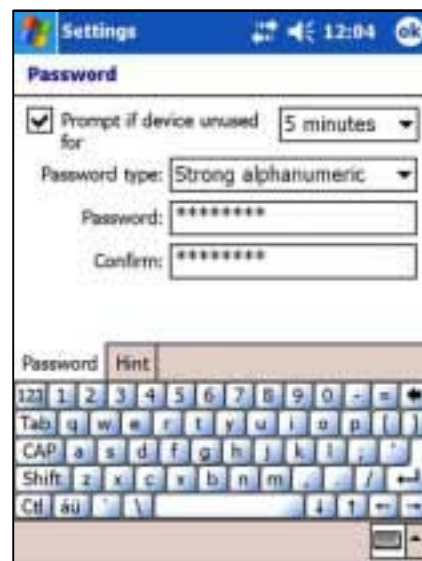 Settings 12:04 ok
Password
Prompt if device unused for 5 minutes
Password type: Strong alphanumeric
Password: ********
Confirm: ********
Password Hint
123 1 2 3 4 5 6 7 8 9 0 - =
Tab q w e r t y u i o p [ ]
CAP a s d f g h j k l ; '
Shift z x c v b n m , . /
Ctl áü ` \